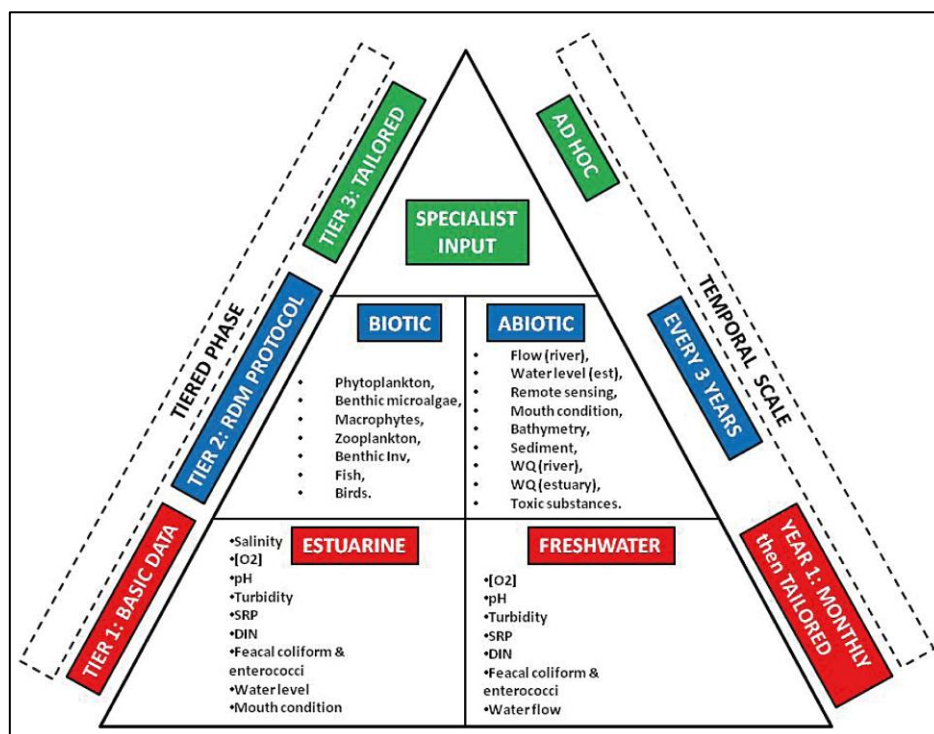 TIERED PHASE
TIER 3: TAILORED
TIER 2: RDM PROTOCOL
TIER 1: BASIC DATA
SPECIALIST
INPUT
BIOTIC
• Phytoplankton,
• Benthic microalgae,
• Macrophytes,
• Zooplankton,
• Benthic Inv,
• Fish,
• Birds.
ABIOTIC
• Flow (river),
• Water level (est),
• Remote sensing,
• Mouth condition,
• Bathymetry,
• Sediment,
• WQ (river),
• WQ (estuary),
• Toxic substances.
ESTUARINE
•Salinity
•[O2]
•pH
•Turbidity
•SRP
•DIN
•Feacal coliform &
enterococci
•Water level
•Mouth condition
FRESHWATER
•[O2]
•pH
•Turbidity
•SRP
•DIN
•Feacal coliform &
enterococci
•Water flow
TEMPORAL SCALE
AD HOC
EVERY 3 YEARS
YEAR 1: MONTHLY
then TAILORED